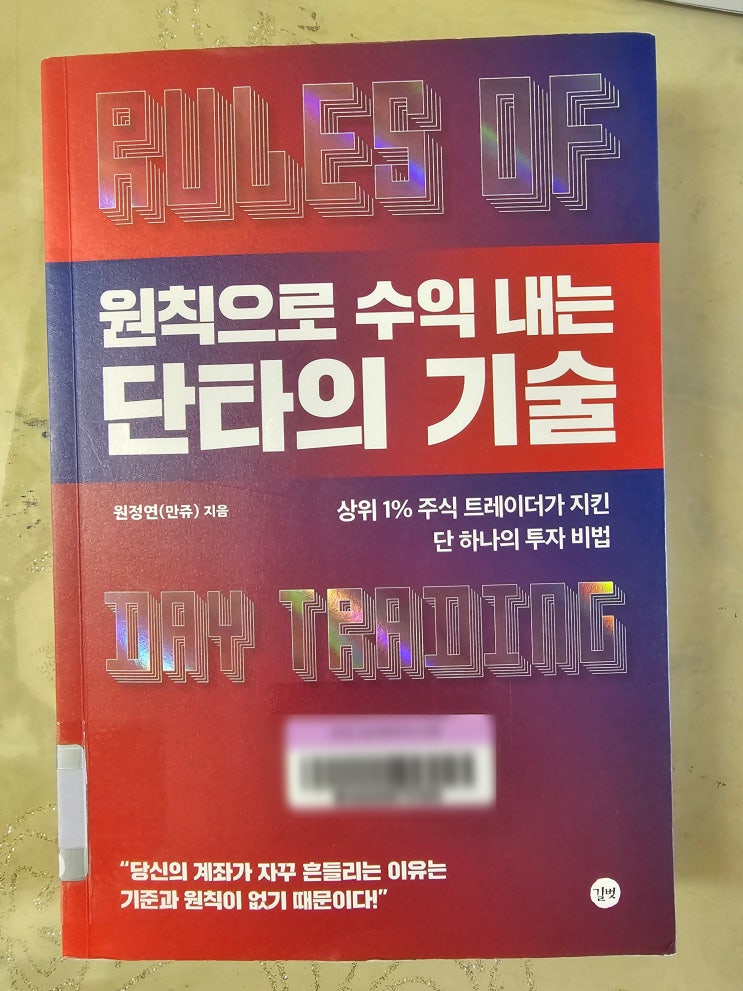 RULES OF
원칙으로 수익 내는
단타의 기술
원정연(만쥬) 지음
상위 1% 주식 트레이더가 지킨
단 하나의 투자 비법
DAY TRADING
“당신의 계좌가 자꾸 흔들리는 이유는
기준과 원칙이 없기 때문이다!”
길벗